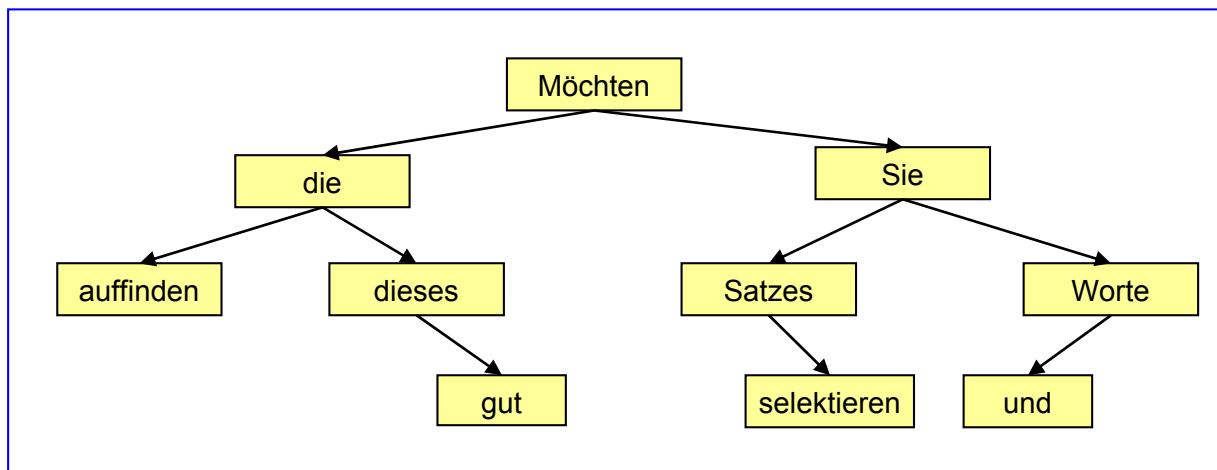 Möchten
die
Sie
auffinden
dieses
Satzes
Worte
gut
selektieren
und